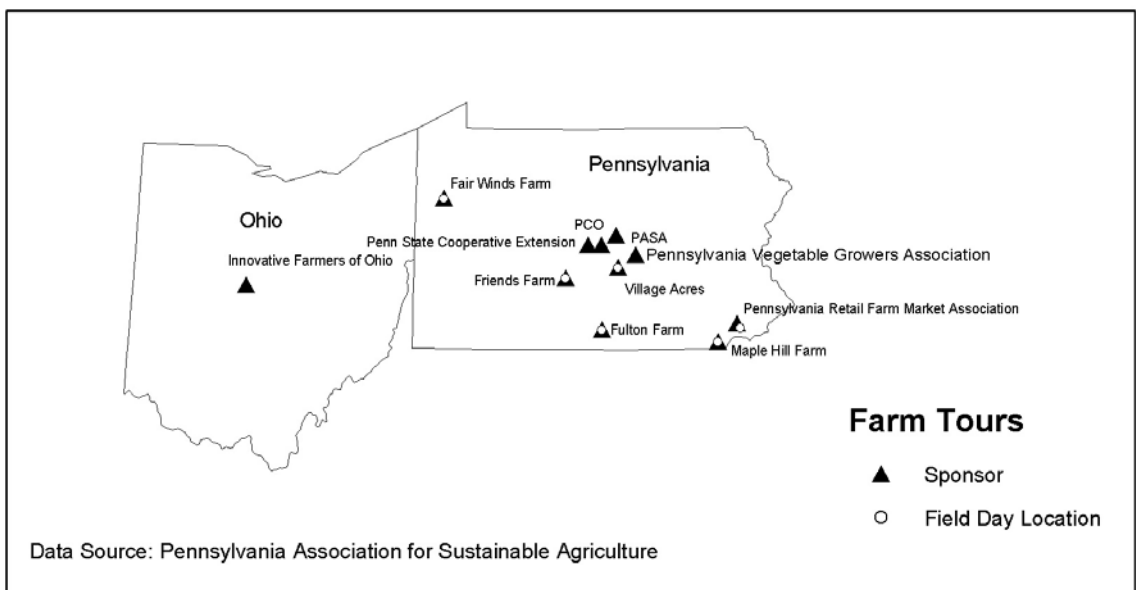 Pennsylvania
Fair Winds Farm
Ohio
PCO
PASA
Penn State Cooperative Extension
Pennsylvania Vegetable Growers Association
Innovative Farmers of Ohio
Friends Farm
Village Acres
Pennsylvania Retail Farm Market Association
Fulton Farm
Maple Hill Farm
Farm Tours
Sponsor
Field Day Location
Data Source: Pennsylvania Association for Sustainable Agriculture